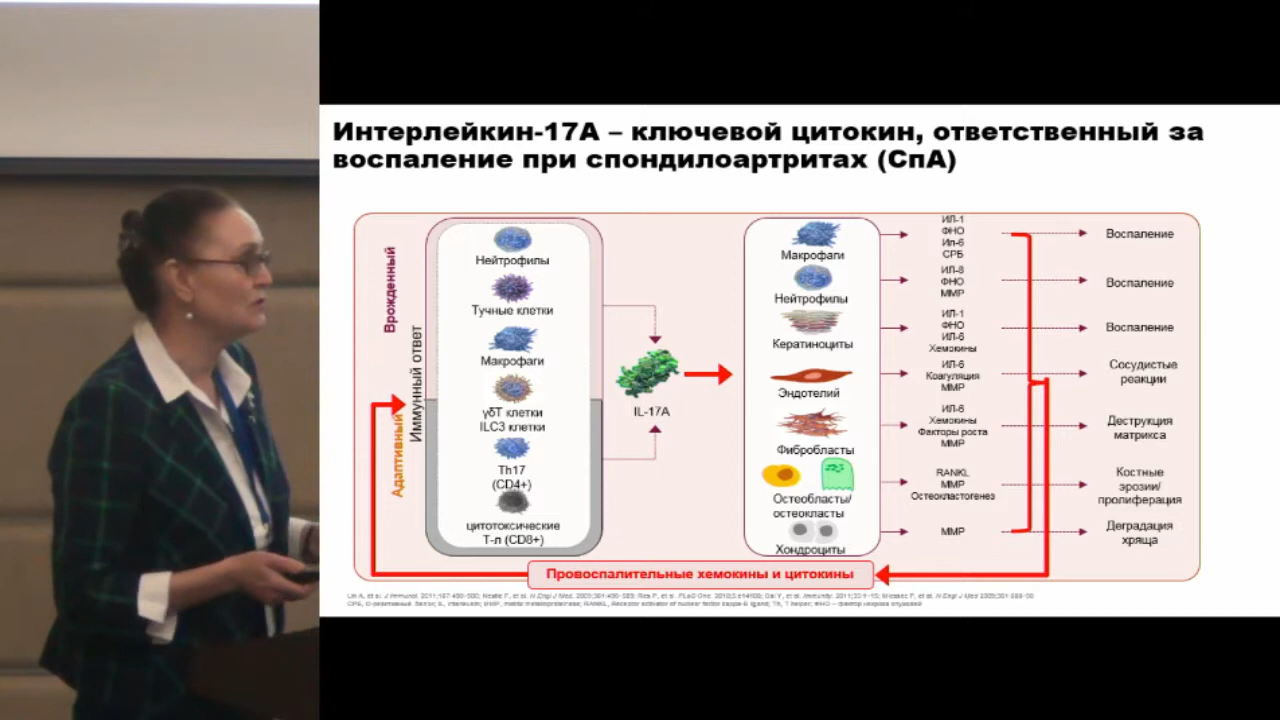 Интерлейкин-17А – ключевой цитокин, ответственный за
воспаление при спондилоартритах (СпА)
Врожденный
Адаптивный
Иммунный ответ
Нейтрофилы
Тучные клетки
Макрофаги
γδТ клетки
ILC3 клетки
Th17
(CD4+)
цитотоксические
Т-л (CD8+)
IL-17A
Макрофаги
Нейтрофилы
Кератиноциты
Эндотелий
Фибробласты
Остеобласты/
остеокласты
Хондроциты
ИЛ-1
ФНО
Ил-6
СРБ
ИЛ-8
ФНО
ММР
ИЛ-1
ФНО
ИЛ-6
Хемокины
ИЛ-6
Коагуляция
ММР
ИЛ-6
Хемокины
Факторы роста
ММР
RANKL
ММР
Остеокластогенез
ММР
Воспаление
Воспаление
Воспаление
Сосудистые
реакции
Деструкция
матрикса
Костные
эрозии/
пролиферация
Деградация
хряща
Провоспалительные хемокины и цитокины